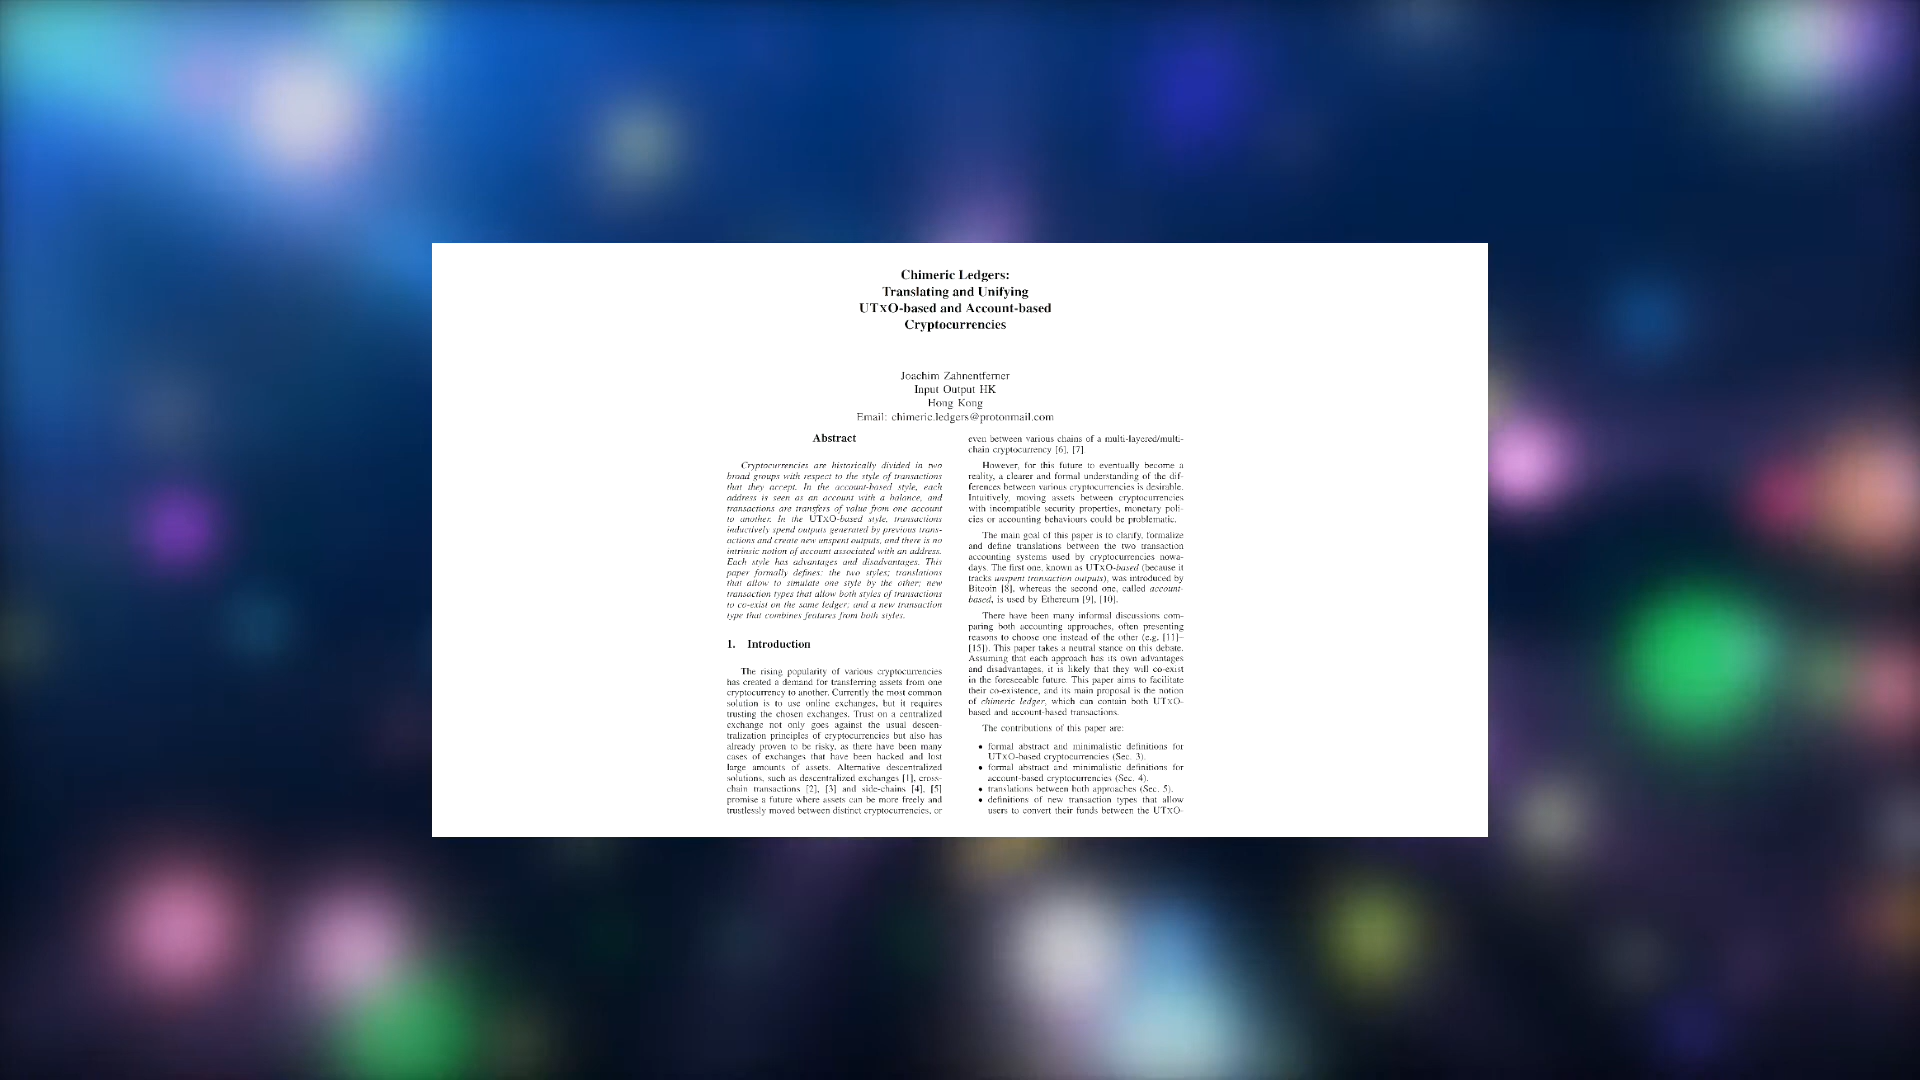 Chimeric Ledgers:
Translating and Unifying
UTXO-based and Account-based
Cryptocurrencies
Joachim Zahnentferner
Input Output HK
Hong Kong
Email: chimeric.ledgers@protonmail.com
Abstract
Cryptocurrencies are historically divided in two
broad groups with respect to the style of transactions
that they accept. In the account-based style, each
address is seen as an account with a balance, and
transactions are transfers of value from one account
to another. In the UTXO-based style, transactions
inductively spend outputs generated by previous trans-
actions and create new unspent outputs, and there is no
intrinsic notion of account associated with an address.
Each style has advantages and disadvantages. This
paper formally defines: the two styles; translations
that allow to simulate one style by the other; new
transaction types that allow both styles of transactions
to co-exist on the same ledger; and a new transaction
type that combines features from both styles.
1. Introduction
The rising popularity of various cryptocurrencies
has created a demand for transferring assets from one
cryptocurrency to another. Currently the most common
solution is to use online exchanges, but it requires
trusting the chosen exchanges. Trust on a centralized
exchange not only goes against the usual descen-
tralization principles of cryptocurrencies but also has
already proven to be risky, as there have been many
cases of exchanges that have been hacked and lost
large amounts of assets. Alternative descentralized
solutions, such as descentralized exchanges [1], cross-
chain transactions [2], [3] and side-chains [4], [5]
promise a future where assets can be more freely and
trustlessly moved between distinct cryptocurrencies, or
even between various chains of a multi-layered/multi-
chain cryptocurrency [6], [7]
However, for this future to eventually become a
reality, a clearer and formal understanding of the dif-
ferences between various cryptocurrencies is desirable.
Intuitively, moving assets between cryptocurrencies
with incompatible security properties, monetary poli-
cies or accounting behaviours could be problematic.
The main goal of this paper is to clarify, formalize
and define translations between the two transaction
accounting systems used by cryptocurrencies nowa-
days. The first one, known as UTXO-based (because it
tracks unspent transaction outputs), was introduced by
Bitcoin [8], whereas the second one, called account-
based, is used by Ethereum [9], [10].
There have been many informal discussions com-
paring both accounting approaches, often presenting
reasons to choose one instead of the other (e.g. [11]–
[15]). This paper takes a neutral stance on this debate.
Assuming that each approach has its own advantages
and disadvantages, it is likely that they will co-exist
in the foreseeable future. This paper aims to facilitate
their co-existence, and its main proposal is the notion
of chimeric ledger, which can contain both UTXO-
based and account-based transactions.
The contributions of this paper are:
• formal abstract and minimalistic definitions for
UTXO-based cryptocurrencies (Sec. 3).
• formal abstract and minimalistic definitions for
account-based cryptocurrencies (Sec. 4).
• translations between both approaches (Sec. 5).
• definitions of new transaction types that allow
users to convert their funds between the UTXO-